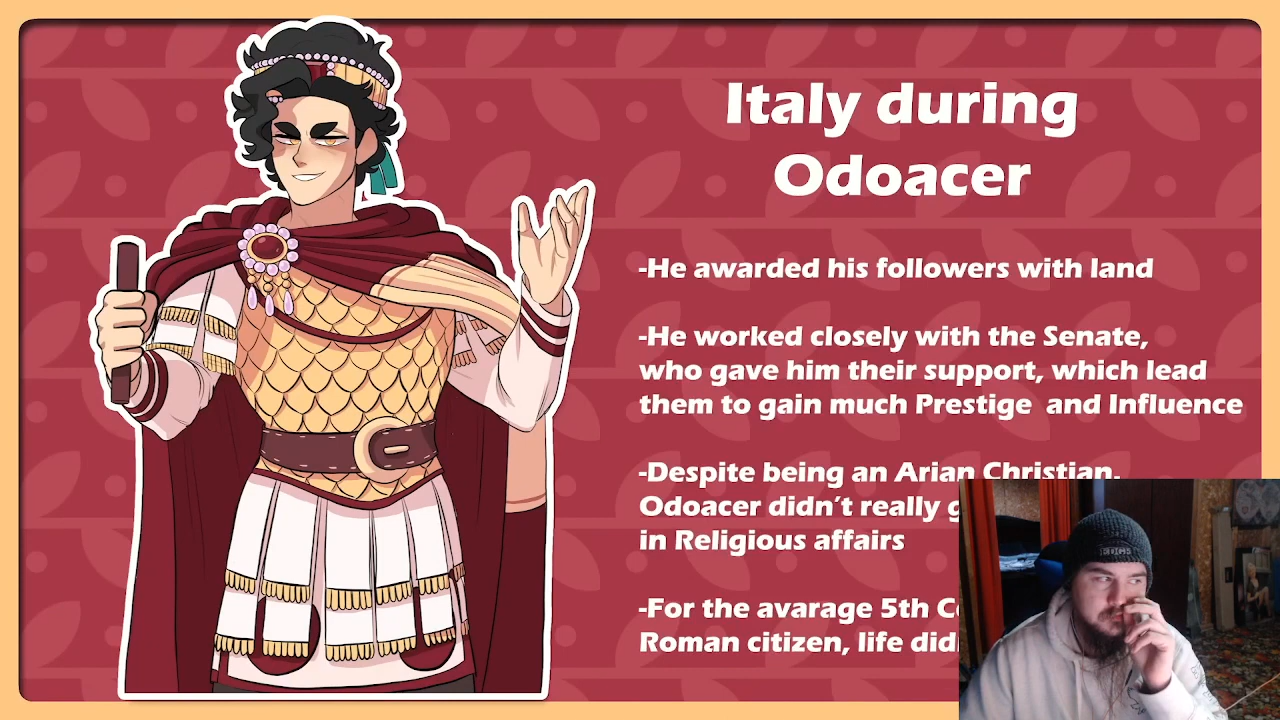 Italy during
Odoacer
-He awarded his followers with land
-He worked closely with the Senate,
who gave him their support, which lead
them to gain much Prestige and Influence
-Despite being an Arian Christian,
Odoacer didn't really
in Religious affairs
-For the avarage 5th
Roman citizen, life